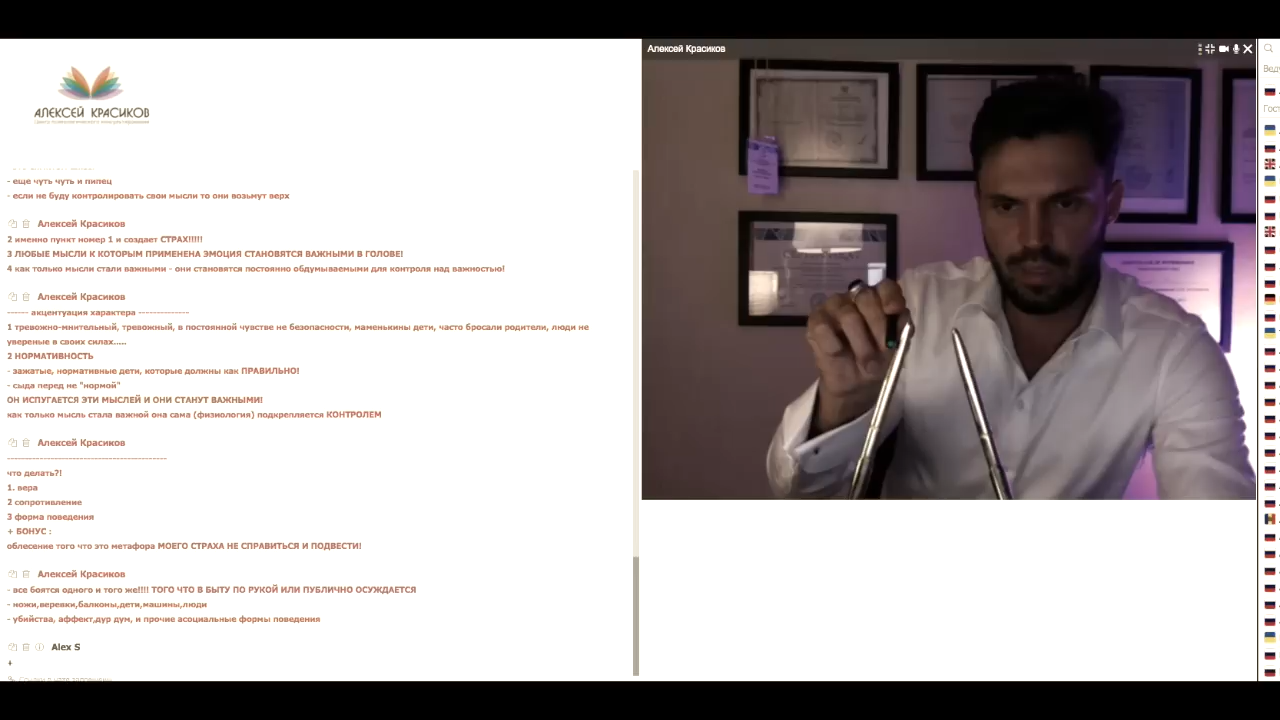 АЛЕКСЕЙ КРАСИКОВ
- еще чуть чуть и пипец
- если не буду контролировать свои мысли то они возьмут верх
Алексей Красиков
2 именно пункт номер 1 и создает СТРАХ!!!!!
3 ЛЮБЫЕ МЫСЛИ К КОТОРЫМ ПРИМЕНЕНА ЭМОЦИЯ СТАНОВЯТСЯ ВАЖНЫМИ В ГОЛОВЕ!
4 как только мысли стали важными - они становятся постоянно обдумываемыми для контроля над важностью!
Алексей Красиков
------ акцентуация характера --------------
1 тревожно-мнительный, тревожный, в постоянной чувстве не безопасности, маменькины дети, часто бросали родители, люди не
увереные в своих силах.....
2 НОРМАТИВНОСТЬ
- зажатые, нормативные дети, которые должны как ПРАВИЛЬНО!
- сыда перед не "нормой"
ОН ИСПУГАЕТСЯ ЭТИ МЫСЛЕЙ И ОНИ СТАНУТ ВАЖНЫМИ!
как только мысль стала важной она сама (физиология) подкрепляется КОНТРОЛЕМ
Алексей Красиков
--------------------------------------------
что делать?!
1. вера
2 сопротивление
3 форма поведения
+ БОНУС :
облесение того что это метафора МОЕГО СТРАХА НЕ СПРАВИТЬСЯ И ПОДВЕСТИ!
Алексей Красиков
- все боятся одного и того же!!!! ТОГО ЧТО В БЫТУ ПО РУКОЙ ИЛИ ПУБЛИЧНО ОСУЖДАЕТСЯ
- ножи,веревки,балконы,дети,машины,люди
- убийства, аффект,дур дум, и прочие асоциальные формы поведения
Alex S
+
Алексей Красиков
Вед
Гост